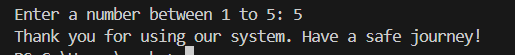 Enter a number between 1 to 5: 5
Thank you for using our system. Have a safe journey!